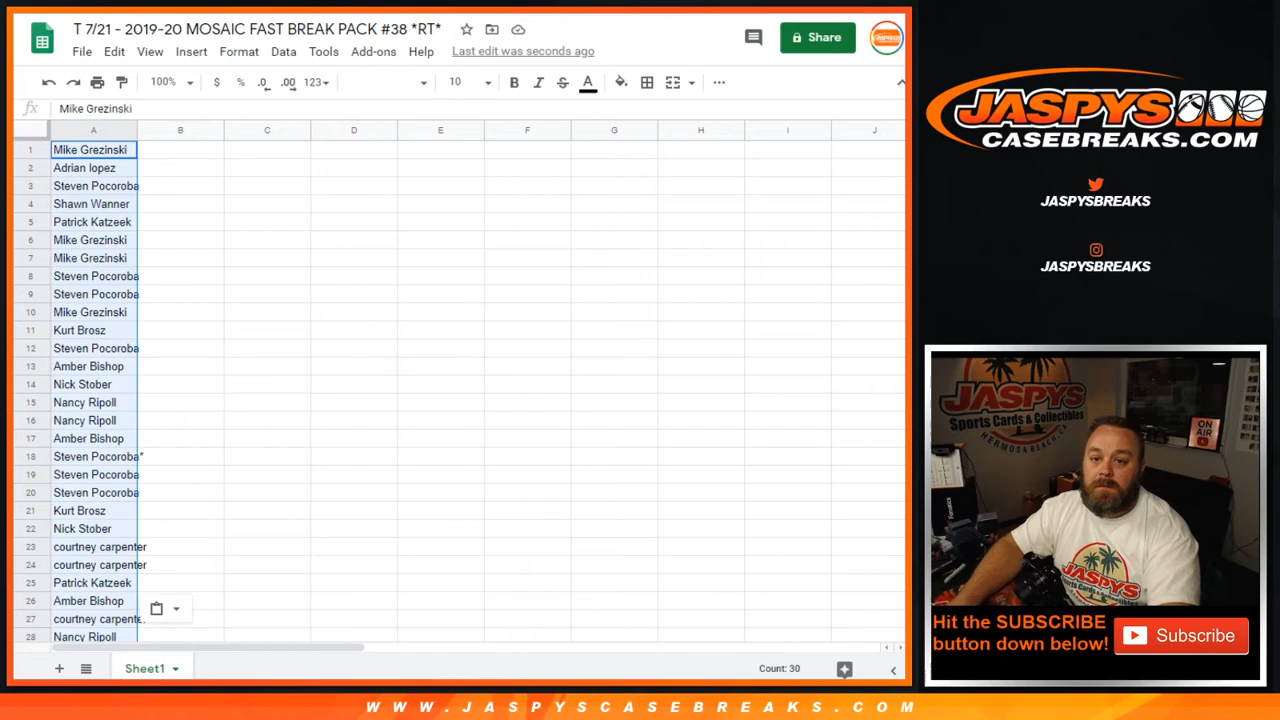 T 7/21 - 2019-20 MOSAIC FAST BREAK PACK #38 *RT*
File Edit View Insert Format Data Tools Add-ons Help Last edit was seconds ago
Share
100% $ % .0 .00 123 10 B I S A
fx Mike Grezinski
A B C D E F G H I J
1 Mike Grezinski
2 Adrian lopez
3 Steven Pocoroba
4 Shawn Wanner
5 Patrick Katzeek
6 Mike Grezinski
7 Mike Grezinski
8 Steven Pocoroba
9 Steven Pocoroba
10 Mike Grezinski
11 Kurt Brosz
12 Steven Pocoroba
13 Amber Bishop
14 Nick Stober
15 Nancy Ripoll
16 Nancy Ripoll
17 Amber Bishop
18 Steven Pocoroba*
19 Steven Pocoroba
20 Steven Pocoroba
21 Kurt Brosz
22 Nick Stober
23 courtney carpenter
24 courtney carpenter
25 Patrick Katzeek
26 Amber Bishop
27 courtney carpente
28 Nancy Ripoll
Sheet1
Count: 30
JASPYS
CASEBREAKS.COM
JASPYSBREAKS
JASPYSBREAKS
JASPYS
Sports Cards & Collectibles
HERMOSA BEACH, CA
ON AIR
Fanatics
JASPYS
Hit the SUBSCRIBE
button down below!
Subscribe
WWW.JASPYSCASEBREAKS.COM